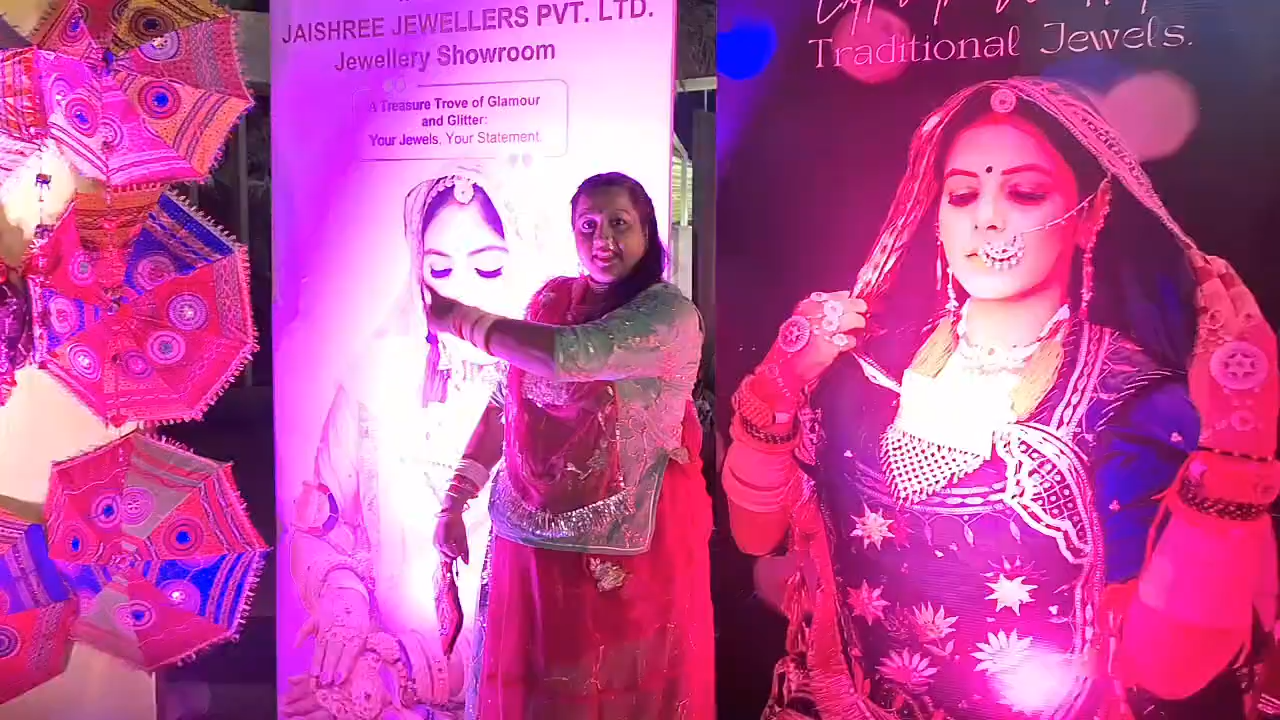 JAISHREE JEWELLERS PVT. LTD.
Jewellery Showroom
A Treasure Trove of Glamour
and Glitter:
Your Jewels, Your Statement.
Traditional Jewels.